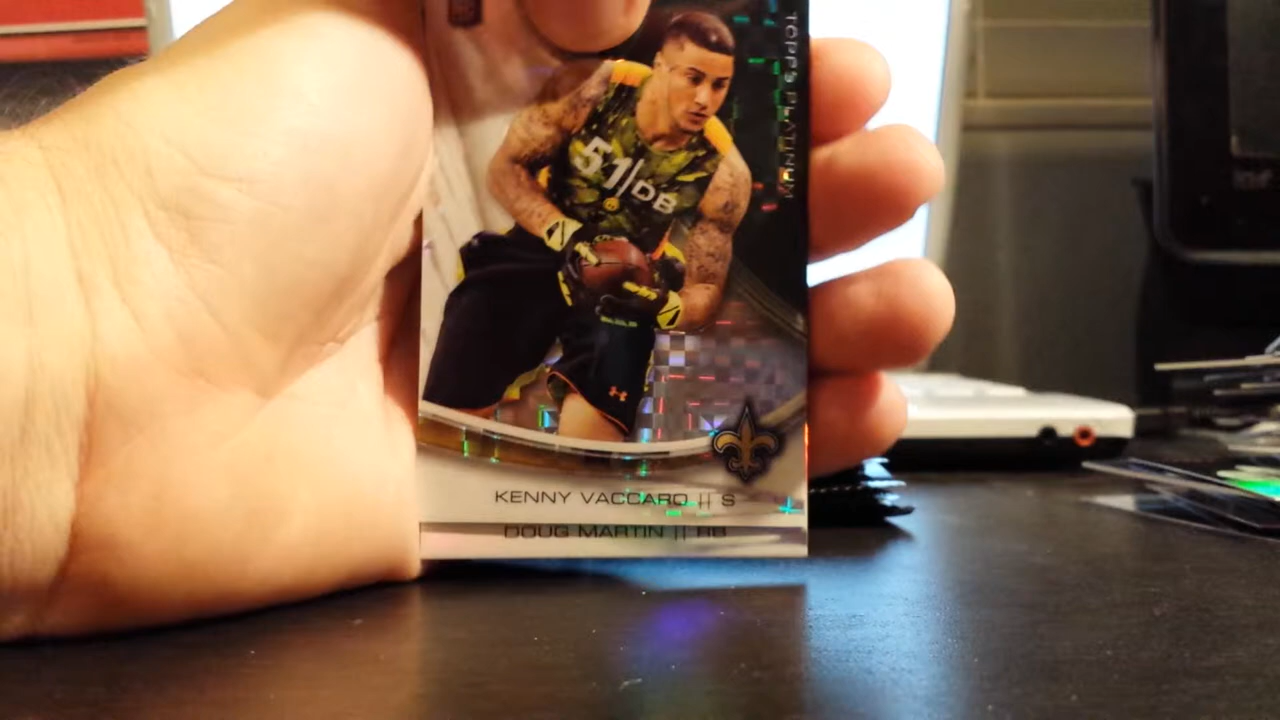 TOPPS PLATINUM
51|DB
KENNY VACCARO || S
DOUG MARTIN || RB